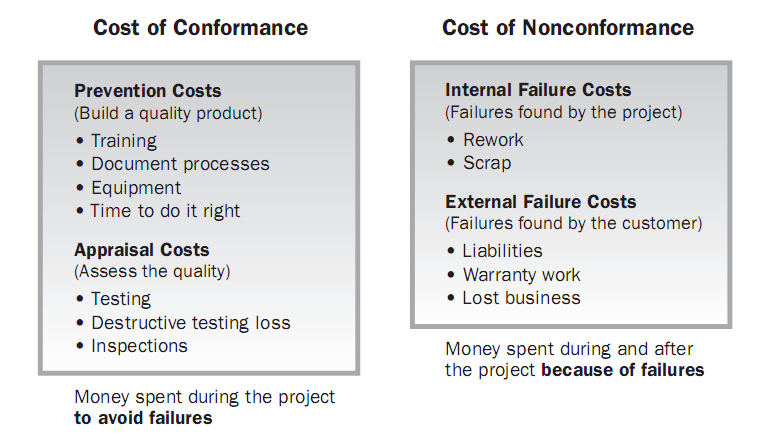 Cost of Conformance
Prevention Costs
(Build a quality product)
• Training
• Document processes
• Equipment
• Time to do it right
Appraisal Costs
(Assess the quality)
• Testing
• Destructive testing loss
• Inspections
Money spent during the project
to avoid failures
Cost of Nonconformance
Internal Failure Costs
(Failures found by the project)
• Rework
• Scrap
External Failure Costs
(Failures found by the customer)
• Liabilities
• Warranty work
• Lost business
Money spent during and after
the project because of failures